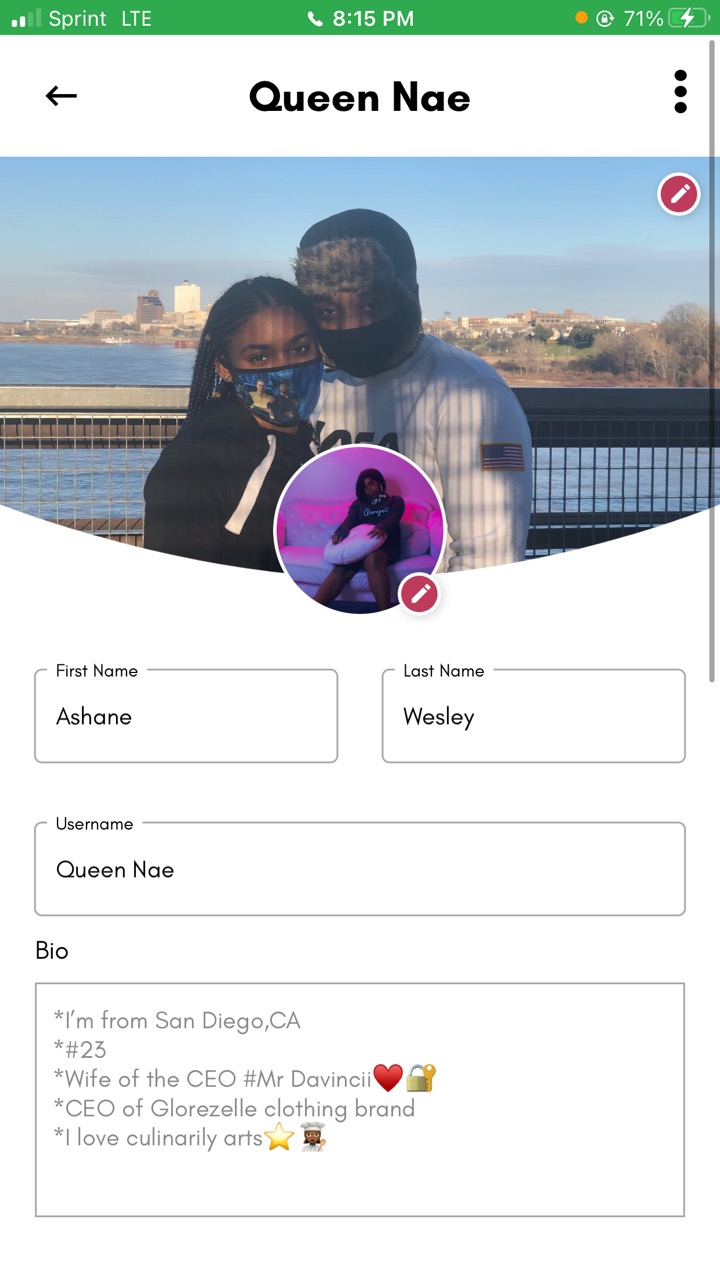 Sprint LTE 8:15 PM 71%
Queen Nae
First Name
Ashane
Last Name
Wesley
Username
Queen Nae
Bio
*I'm from San Diego,CA
*#23
*Wife of the CEO #Mr Davincii❤️🔐
*CEO of Glorezelle clothing brand
*I love culinarily arts⭐👩🏾‍🍳